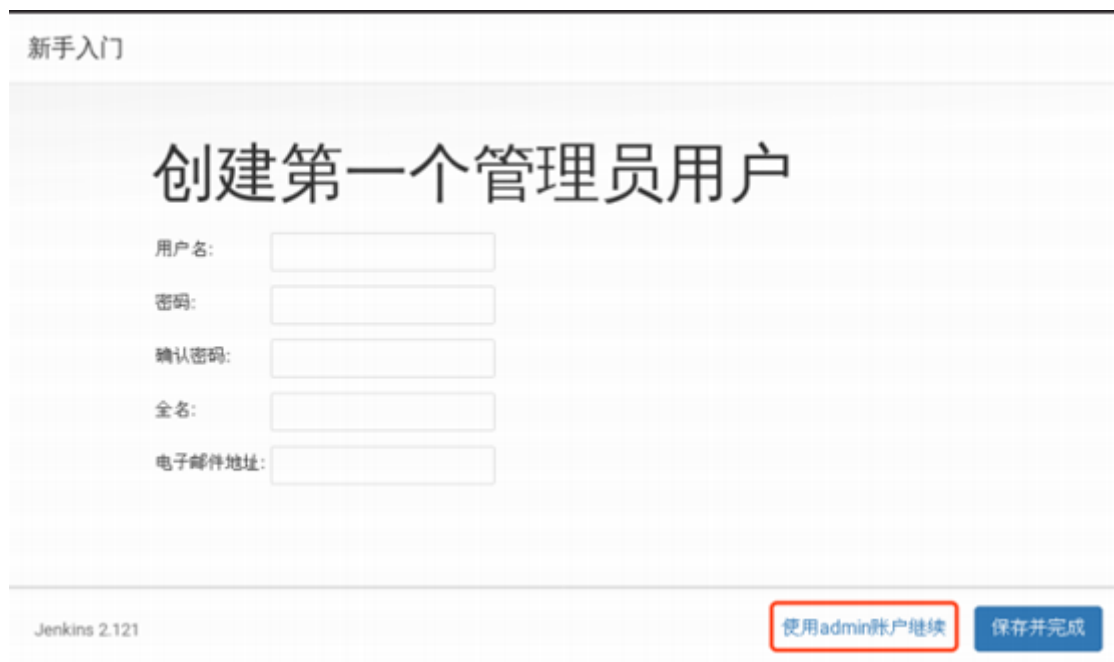 新手入门
创建第一个管理员用户
用户名:
密码:
确认密码:
全名:
电子邮件地址:
Jenkins 2.121
使用admin账户继续
保存并完成